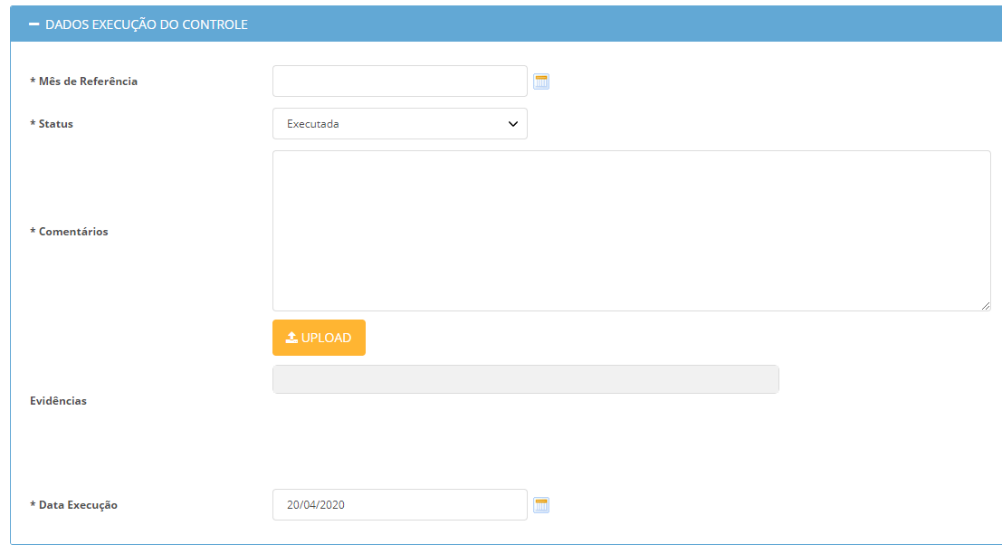 DADOS EXECUÇÃO DO CONTROLE
* Mês de Referência
* Status
Executada
* Comentários
UPLOAD
Evidências
* Data Execução
20/04/2020